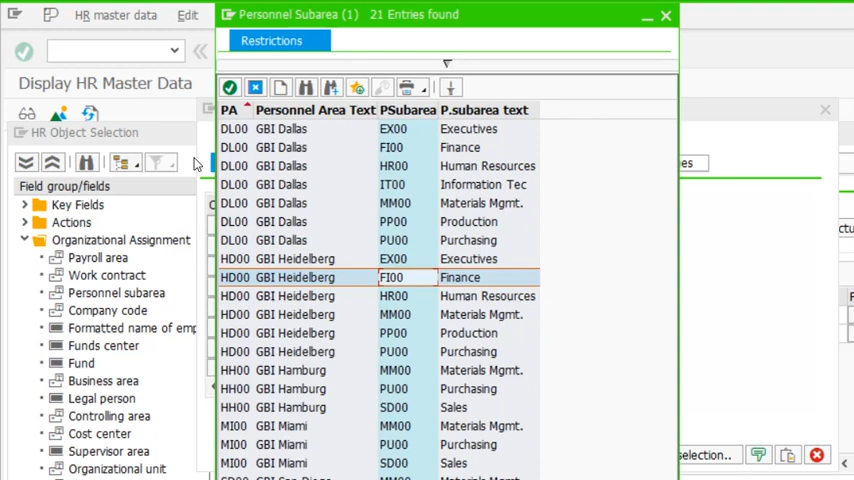 HR master data Edit
Personnel Subarea (1) 21 Entries found
Restrictions
Display HR Master Data
HR Object Selection
Field group/fields
Key Fields
Actions
Organizational Assignment
Payroll area
Work contract
Personnel subarea
Company code
Formatted name of emp
Funds center
Fund
Business area
Legal person
Controlling area
Cost center
Supervisor area
Organizational unit
PA Personnel Area Text PSubarea P.subarea text
DL00 GBI Dallas EX00 Executives
DL00 GBI Dallas FI00 Finance
DL00 GBI Dallas HR00 Human Resources
DL00 GBI Dallas IT00 Information Tec
DL00 GBI Dallas MM00 Materials Mgmt.
DL00 GBI Dallas PP00 Production
DL00 GBI Dallas PU00 Purchasing
HD00 GBI Heidelberg EX00 Executives
HD00 GBI Heidelberg FI00 Finance
HD00 GBI Heidelberg HR00 Human Resources
HD00 GBI Heidelberg MM00 Materials Mgmt.
HD00 GBI Heidelberg PP00 Production
HD00 GBI Heidelberg PU00 Purchasing
HH00 GBI Hamburg MM00 Materials Mgmt.
HH00 GBI Hamburg PU00 Purchasing
HH00 GBI Hamburg SD00 Sales
MI00 GBI Miami MM00 Materials Mgmt.
MI00 GBI Miami PU00 Purchasing
MI00 GBI Miami SD00 Sales
selection..